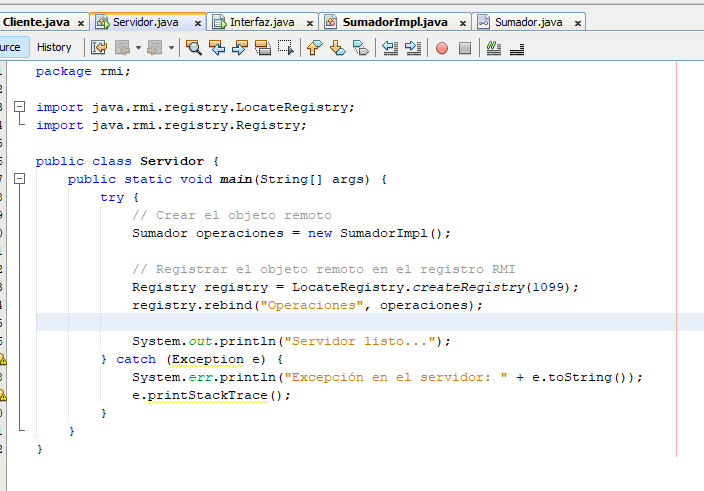 Cliente.java
Servidor.java
Interfaz.java
SumadorImpl.java
Sumador.java
History
package rmi;
import java.rmi.registry.LocateRegistry;
import java.rmi.registry.Registry;
public class Servidor {
public static void main(String[] args) {
try {
// Crear el objeto remoto
Sumador operaciones = new SumadorImpl();
// Registrar el objeto remoto en el registro RMI
Registry registry = LocateRegistry.createRegistry(1099);
registry.rebind("Operaciones", operaciones);
System.out.println("Servidor listo...");
} catch (Exception e) {
System.err.println("Excepción en el servidor: " + e.toString());
e.printStackTrace();
}
}
}